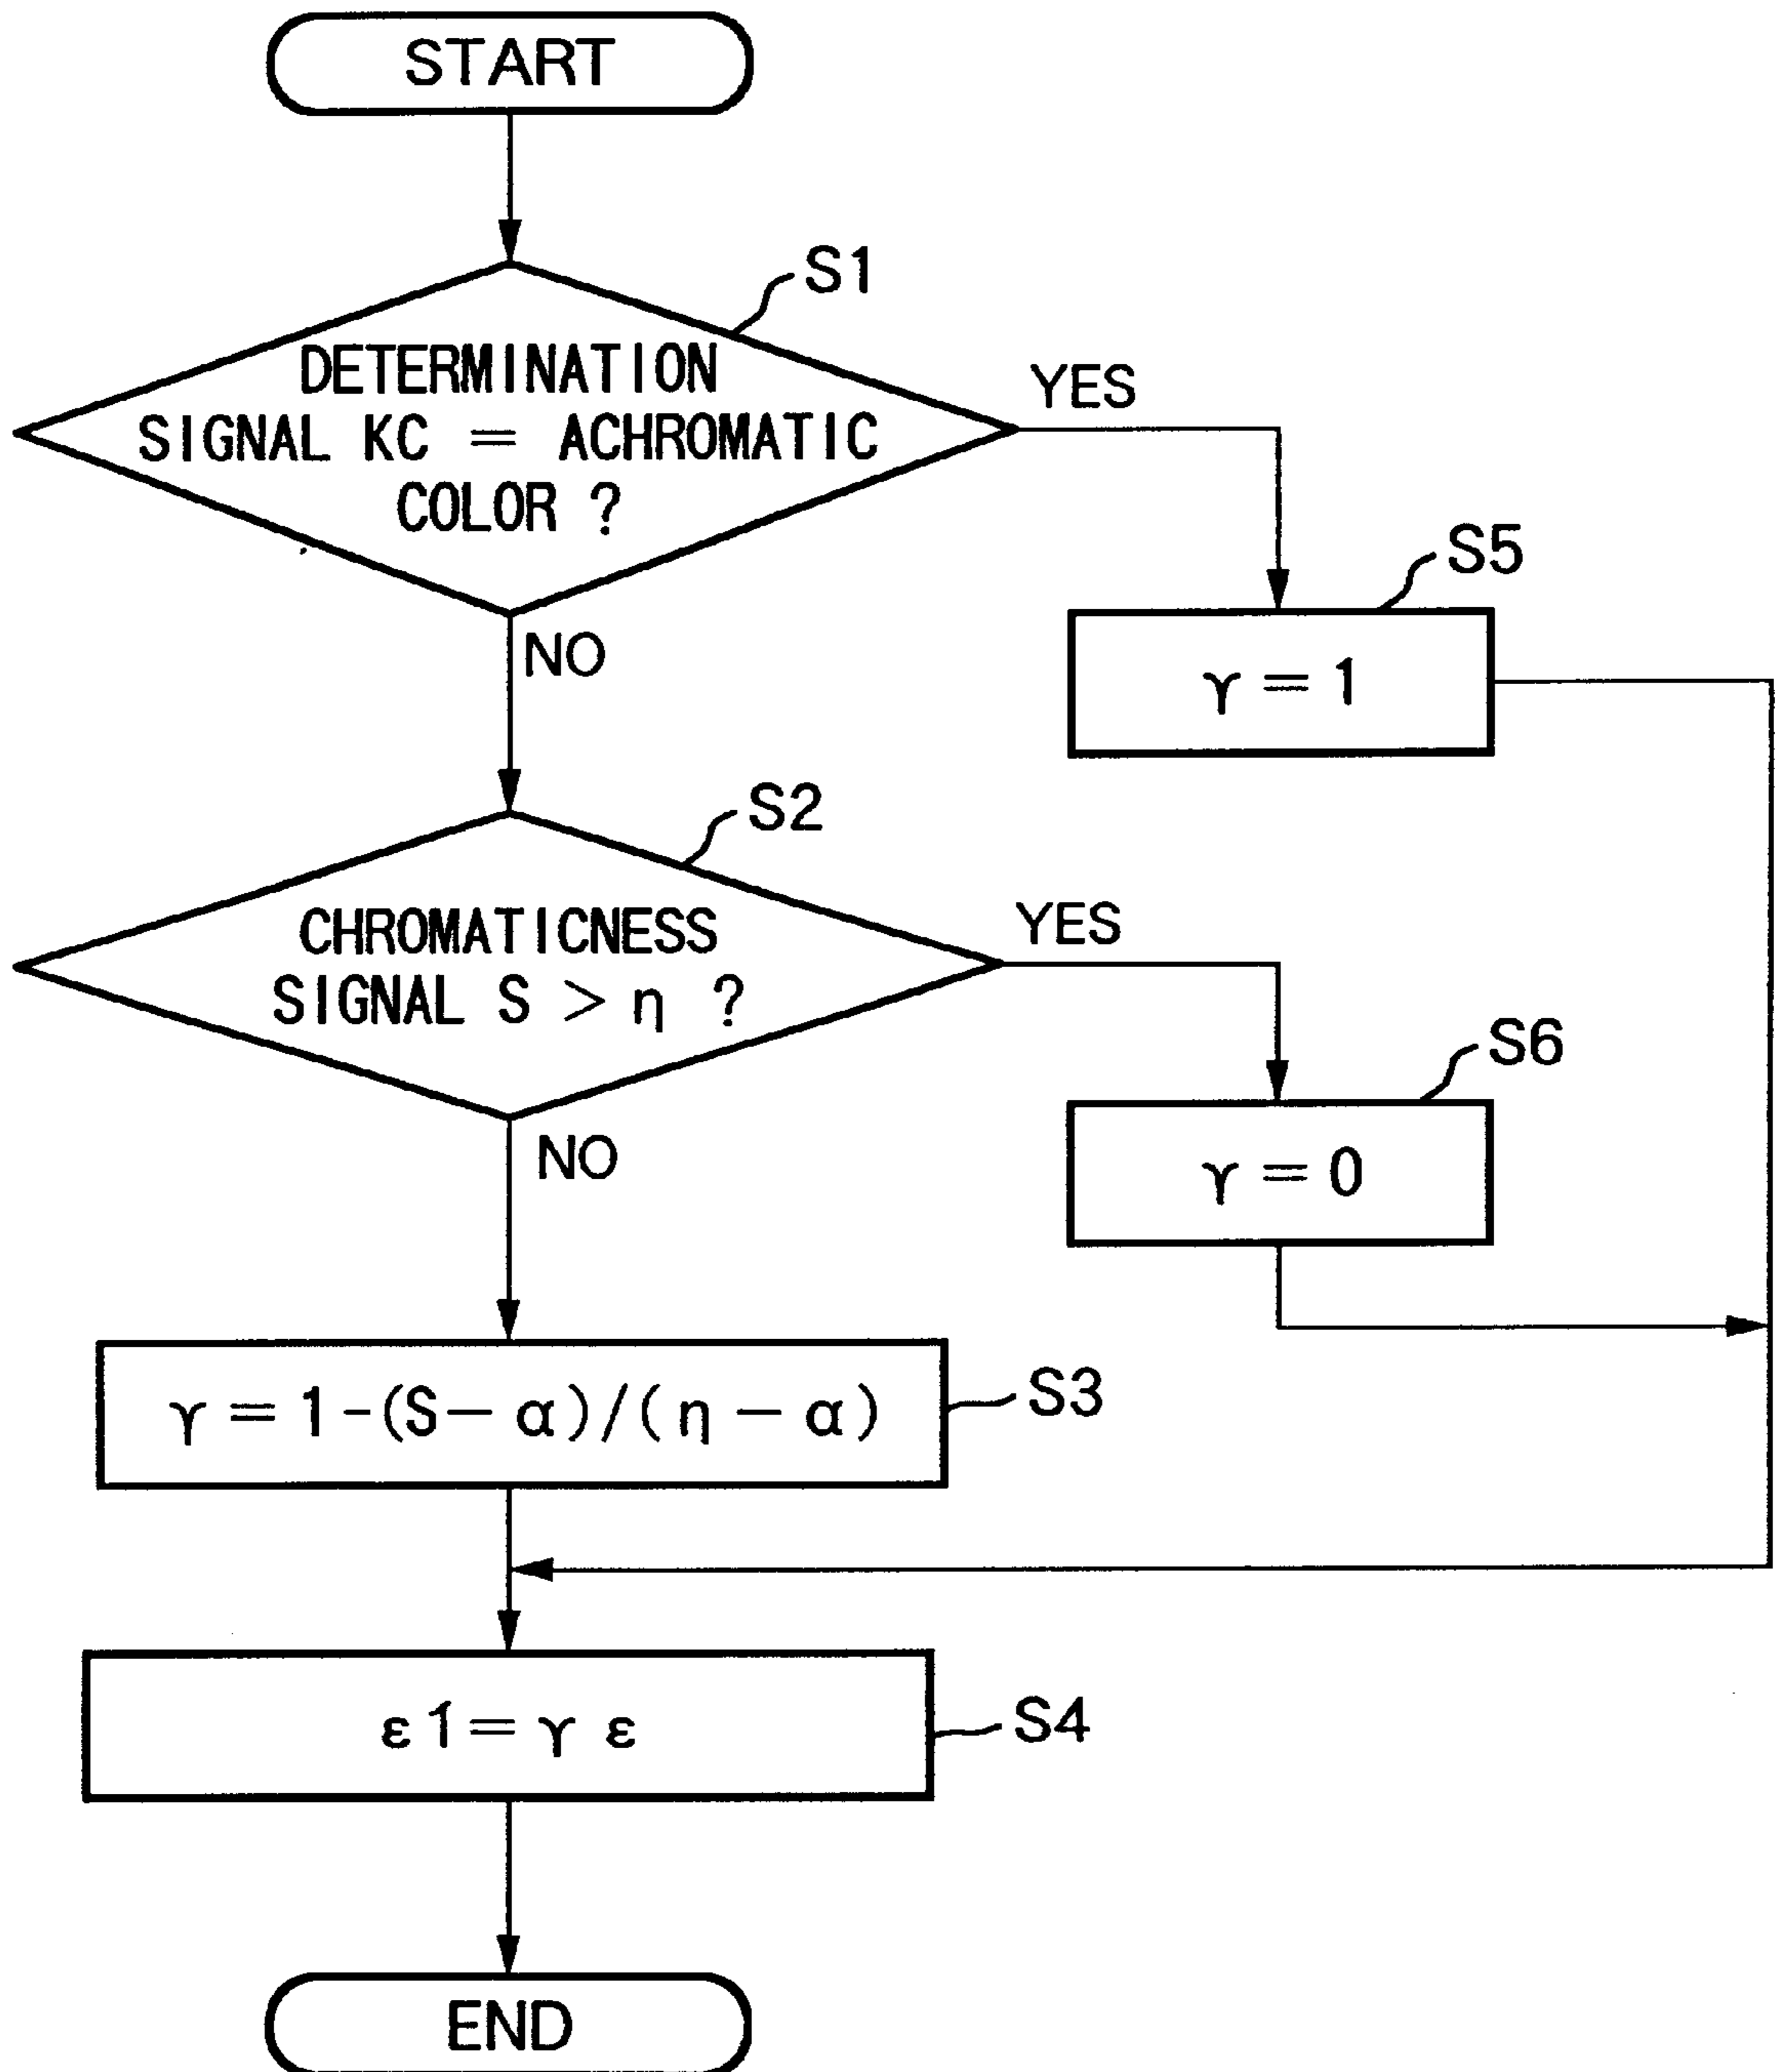 START
S1
DETERMINATION
SIGNAL KC = ACHROMATIC
COLOR ?
YES
NO
S5
γ = 1
S2
CHROMATICNESS
SIGNAL S > η ?
YES
NO
S6
γ = 0
γ = 1-(S-α)/(η-α)
S3
ε1=γε
S4
END